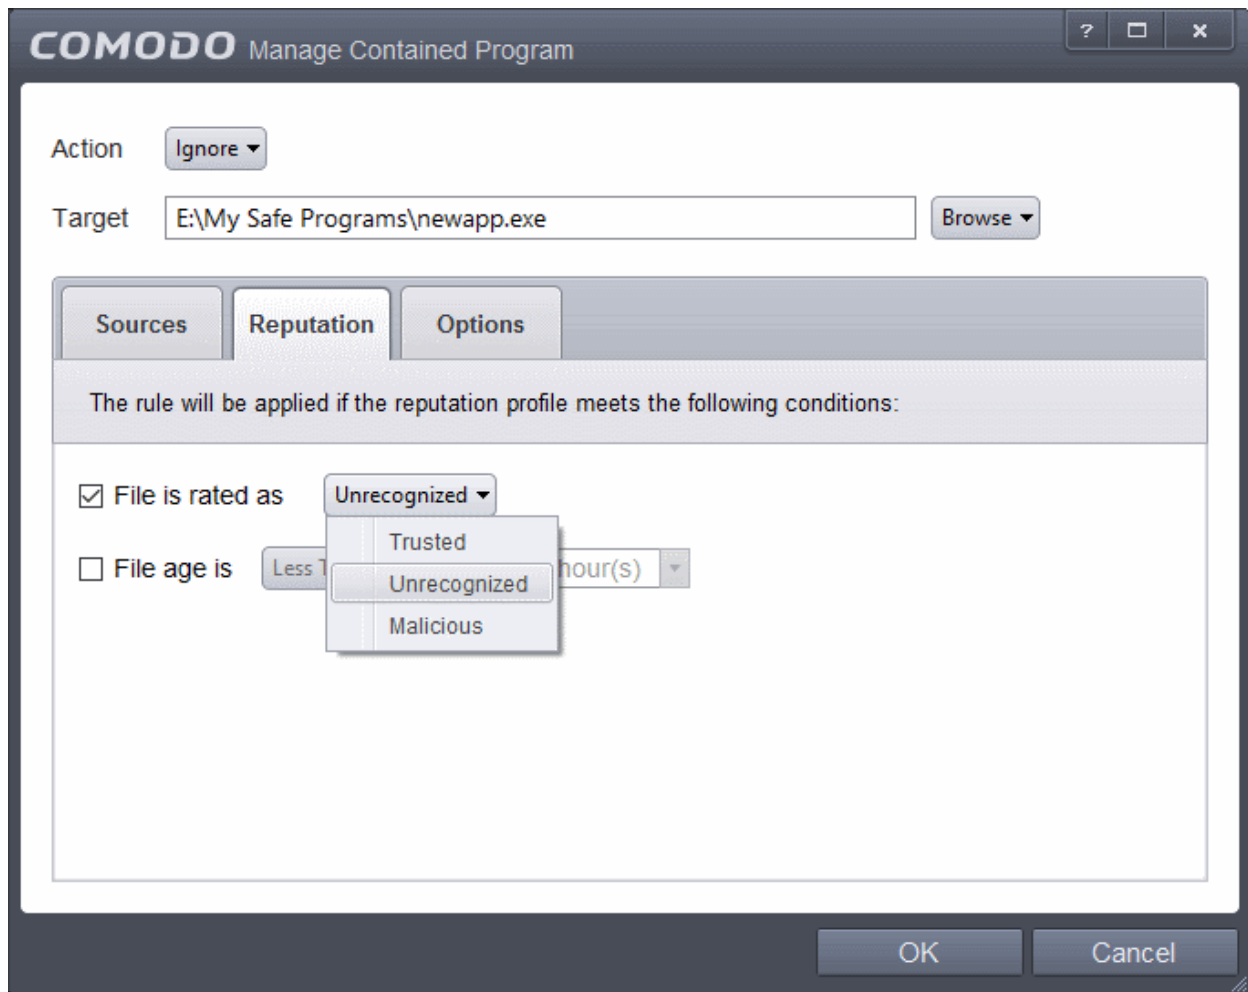 COMODO Manage Contained Program ?
Action Ignore
Target E:\My Safe Programs\newapp.exe Browse
Sources Reputation Options
The rule will be applied if the reputation profile meets the following conditions:
File is rated as Unrecognized
Trusted
File age is Less hour(s)
Unrecognized
Malicious
OK Cancel